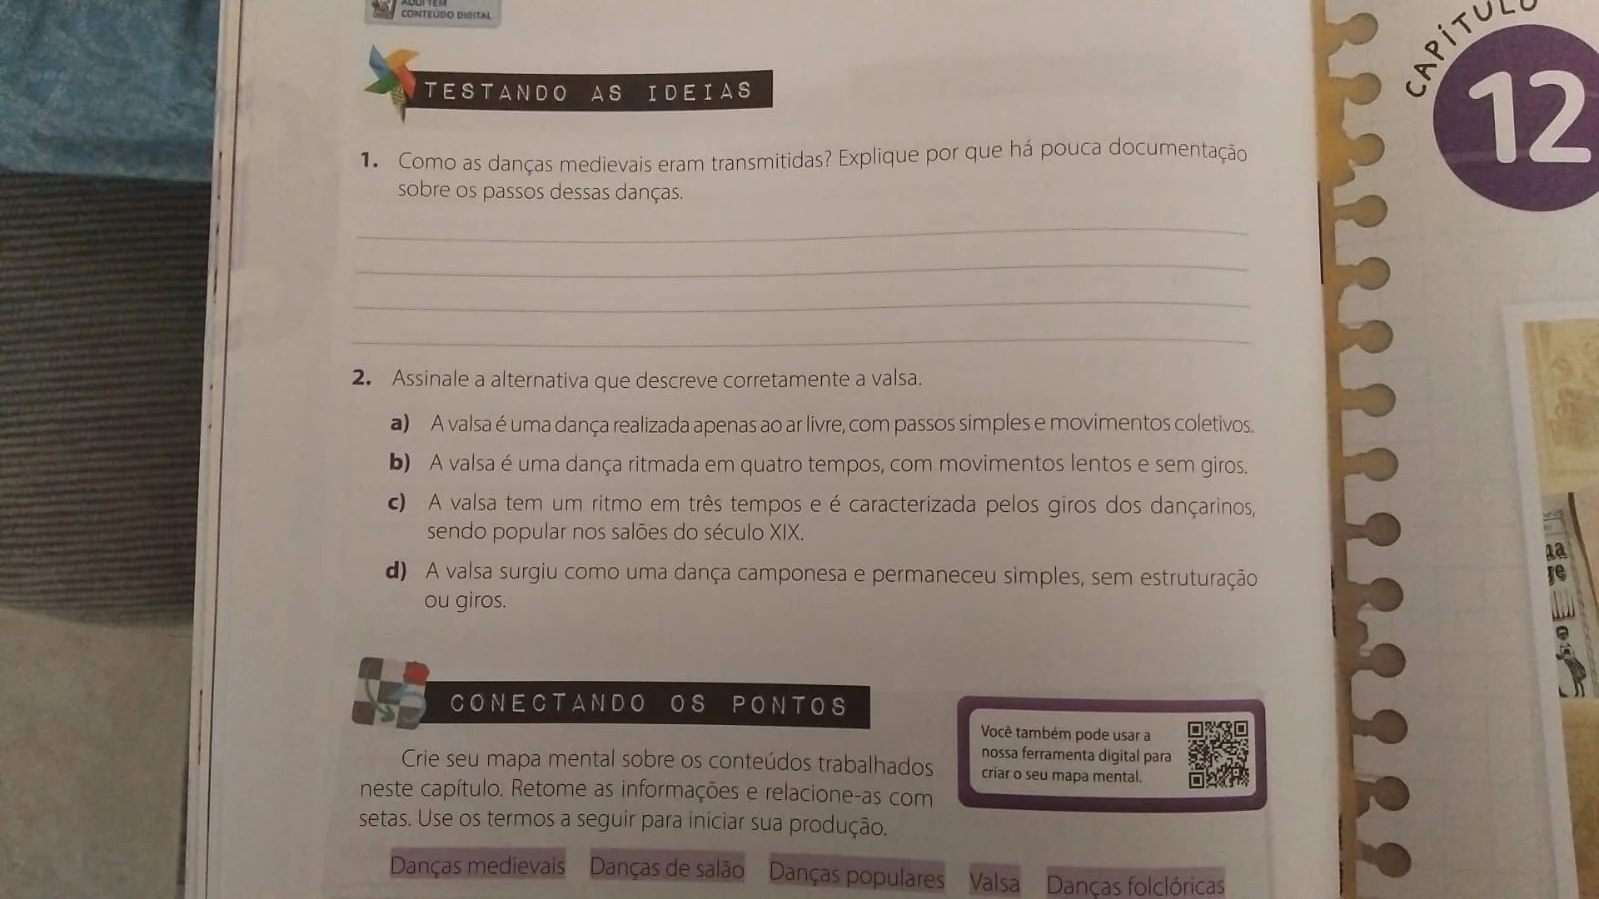 AQUI TEM
CONTEÚDO DIGITAL
TESTANDO AS IDEIAS
1. Como as danças medievais eram transmitidas? Explique por que há pouca documentação
sobre os passos dessas danças.
2. Assinale a alternativa que descreve corretamente a valsa.
a) A valsa é uma dança realizada apenas ao ar livre, com passos simples e movimentos coletivos.
b) A valsa é uma dança ritmada em quatro tempos, com movimentos lentos e sem giros.
c) A valsa tem um ritmo em três tempos e é caracterizada pelos giros dos dançarinos,
sendo popular nos salões do século XIX.
d) A valsa surgiu como uma dança camponesa e permaneceu simples, sem estruturação
ou giros.
CONECTANDO OS PONTOS
Crie seu mapa mental sobre os conteúdos trabalhados
neste capítulo. Retome as informações e relacione-as com
setas. Use os termos a seguir para iniciar sua produção.
Você também pode usar a
nossa ferramenta digital para
criar o seu mapa mental.
Danças medievais Danças de salão Danças populares Valsa Danças folclóricas
CAPÍTULO
12